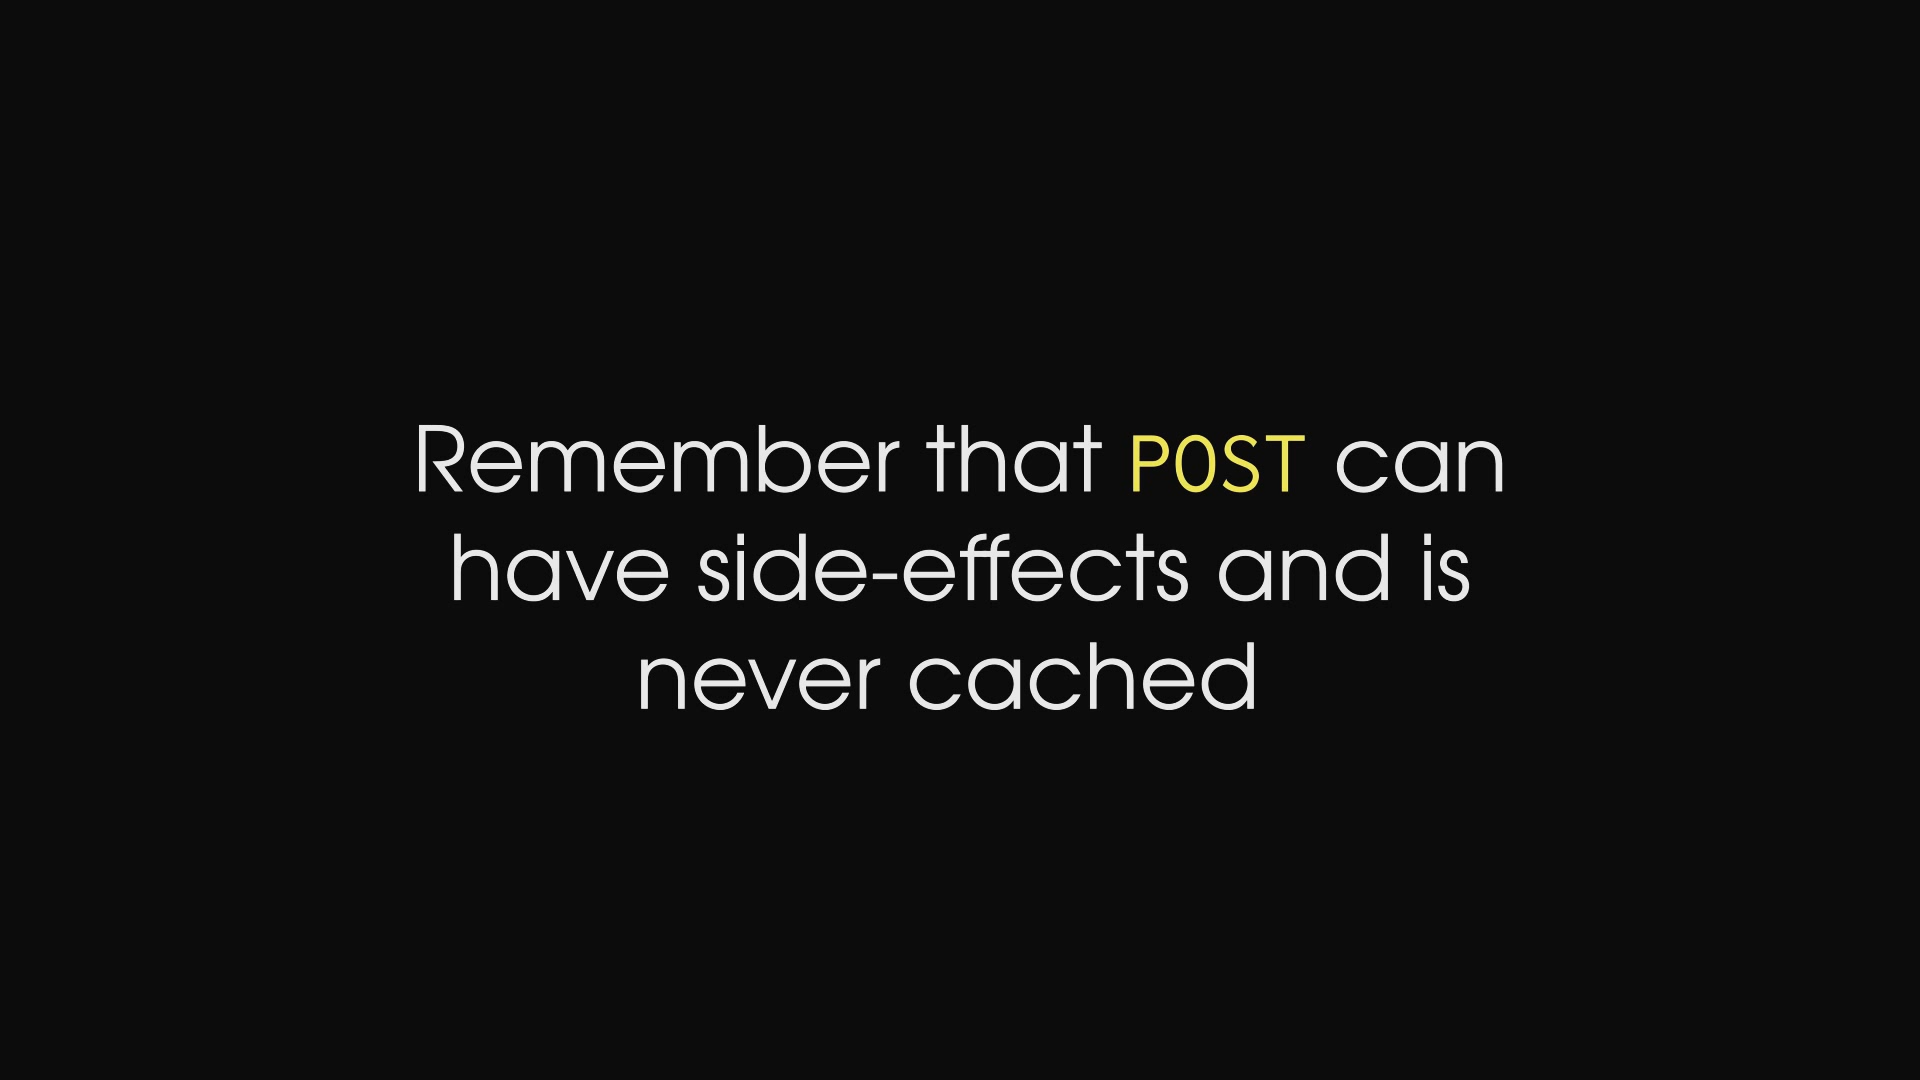 Remember that POST can
have side-effects and is
never cached